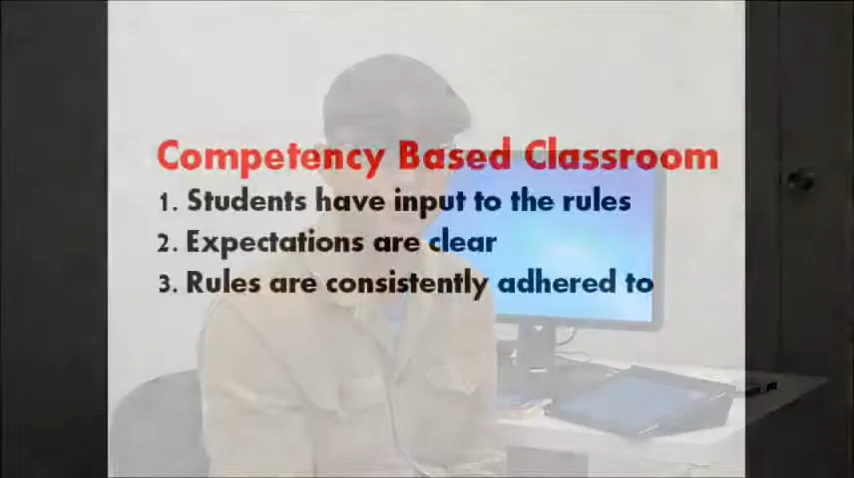 Competency Based Classroom
1. Students have input to the rules
2. Expectations are clear
3. Rules are consistently adhered to